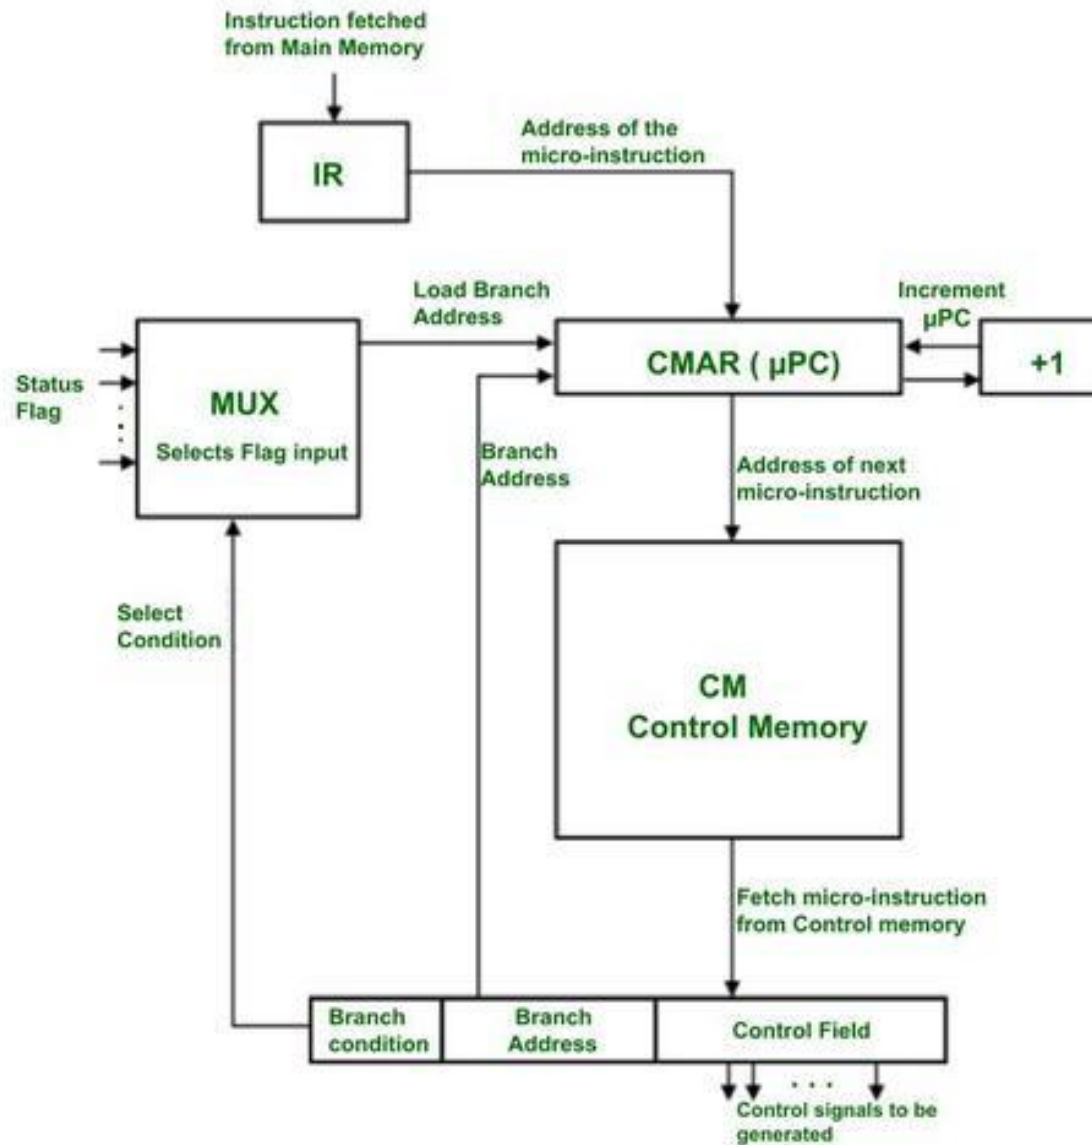 Instruction fetched
from Main Memory
IR
Address of the
micro-instruction
Load Branch
Address
Increment
µPC
CMAR ( µPC)
+1
Status
Flag
MUX
Selects Flag input
Branch
Address
Address of next
micro-instruction
Select
Condition
CM
Control Memory
Fetch micro-instruction
from Control memory
Branch
condition
Branch
Address
Control Field
Control signals to be
generated